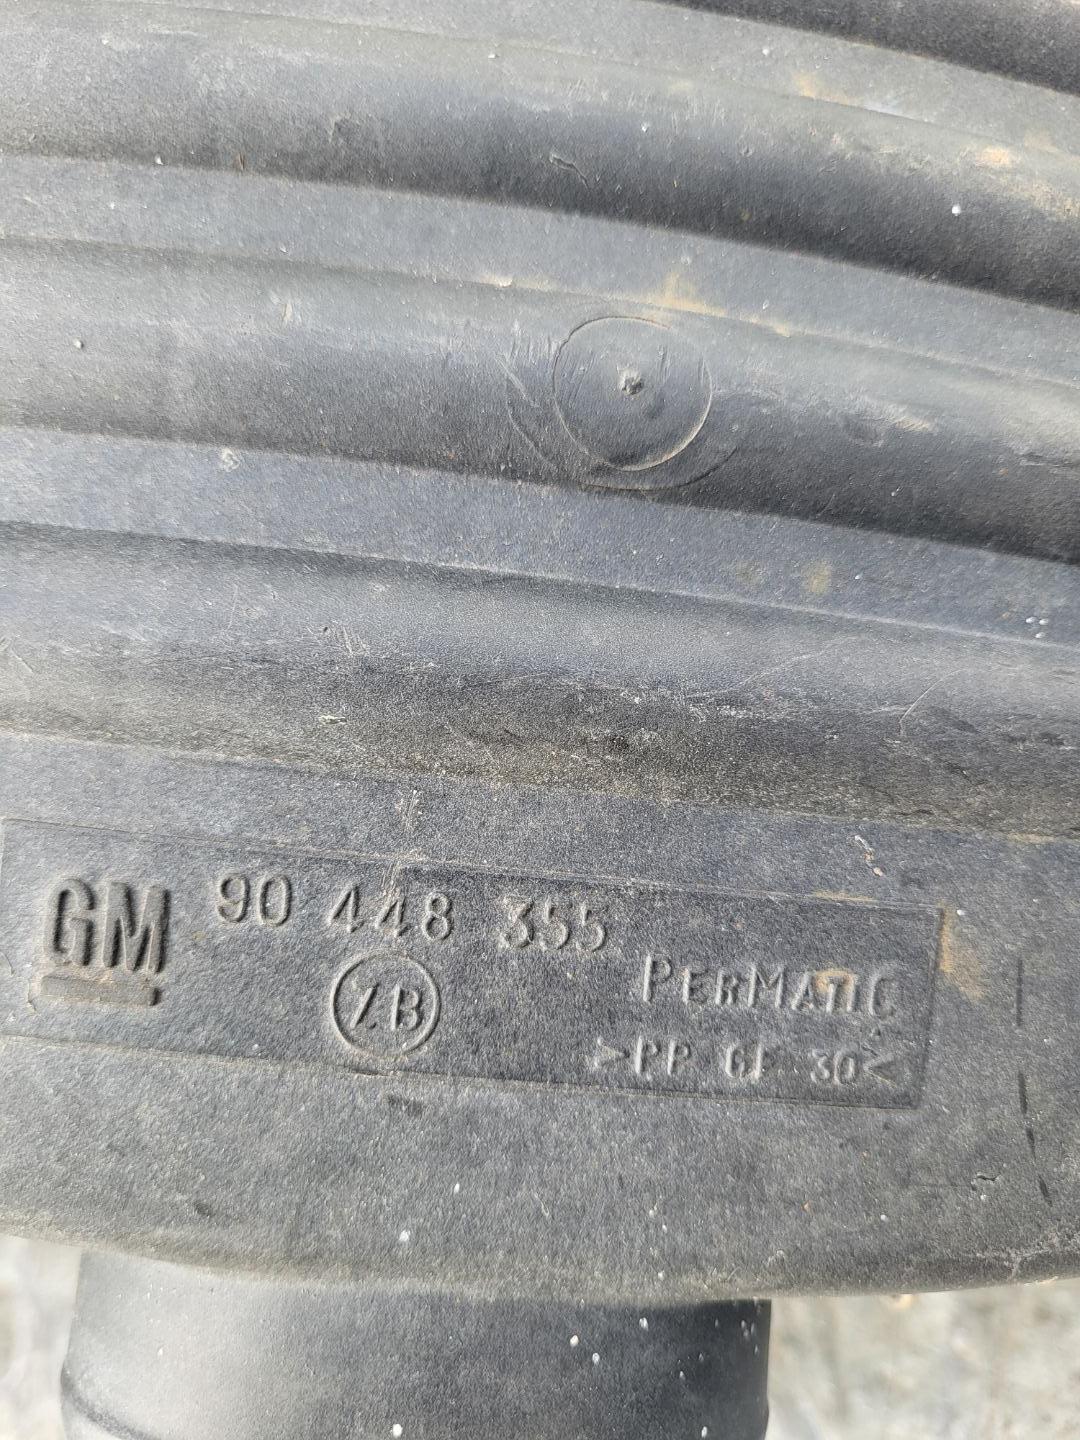 GM 90 448 355
ZB
PERMATIC
>PP GF 30<